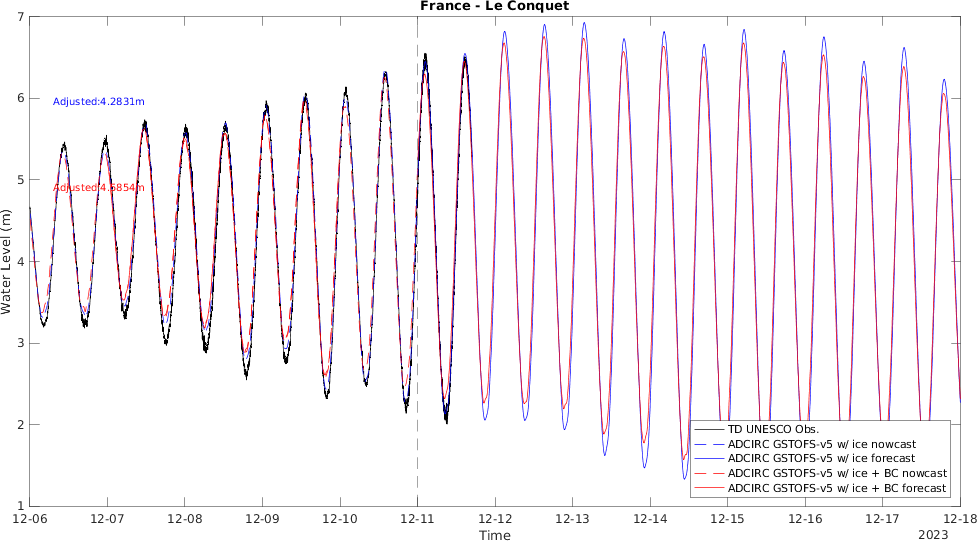 France - Le Conquet
7
6
5
4
3
2
1
Water Level (m)
Adjusted:4.2831m
TD UNESCO Obs.
ADCIRC GSTOFS-v5 w/ ice nowcast
ADCIRC GSTOFS-v5 w/ ice forecast
ADCIRC GSTOFS-v5 w/ ice + BC nowcast
ADCIRC GSTOFS-v5 w/ ice + BC forecast
12-06 12-07 12-08 12-09 12-10 12-11 12-12 12-13 12-14 12-15 12-16 12-17 12-18
Time
2023